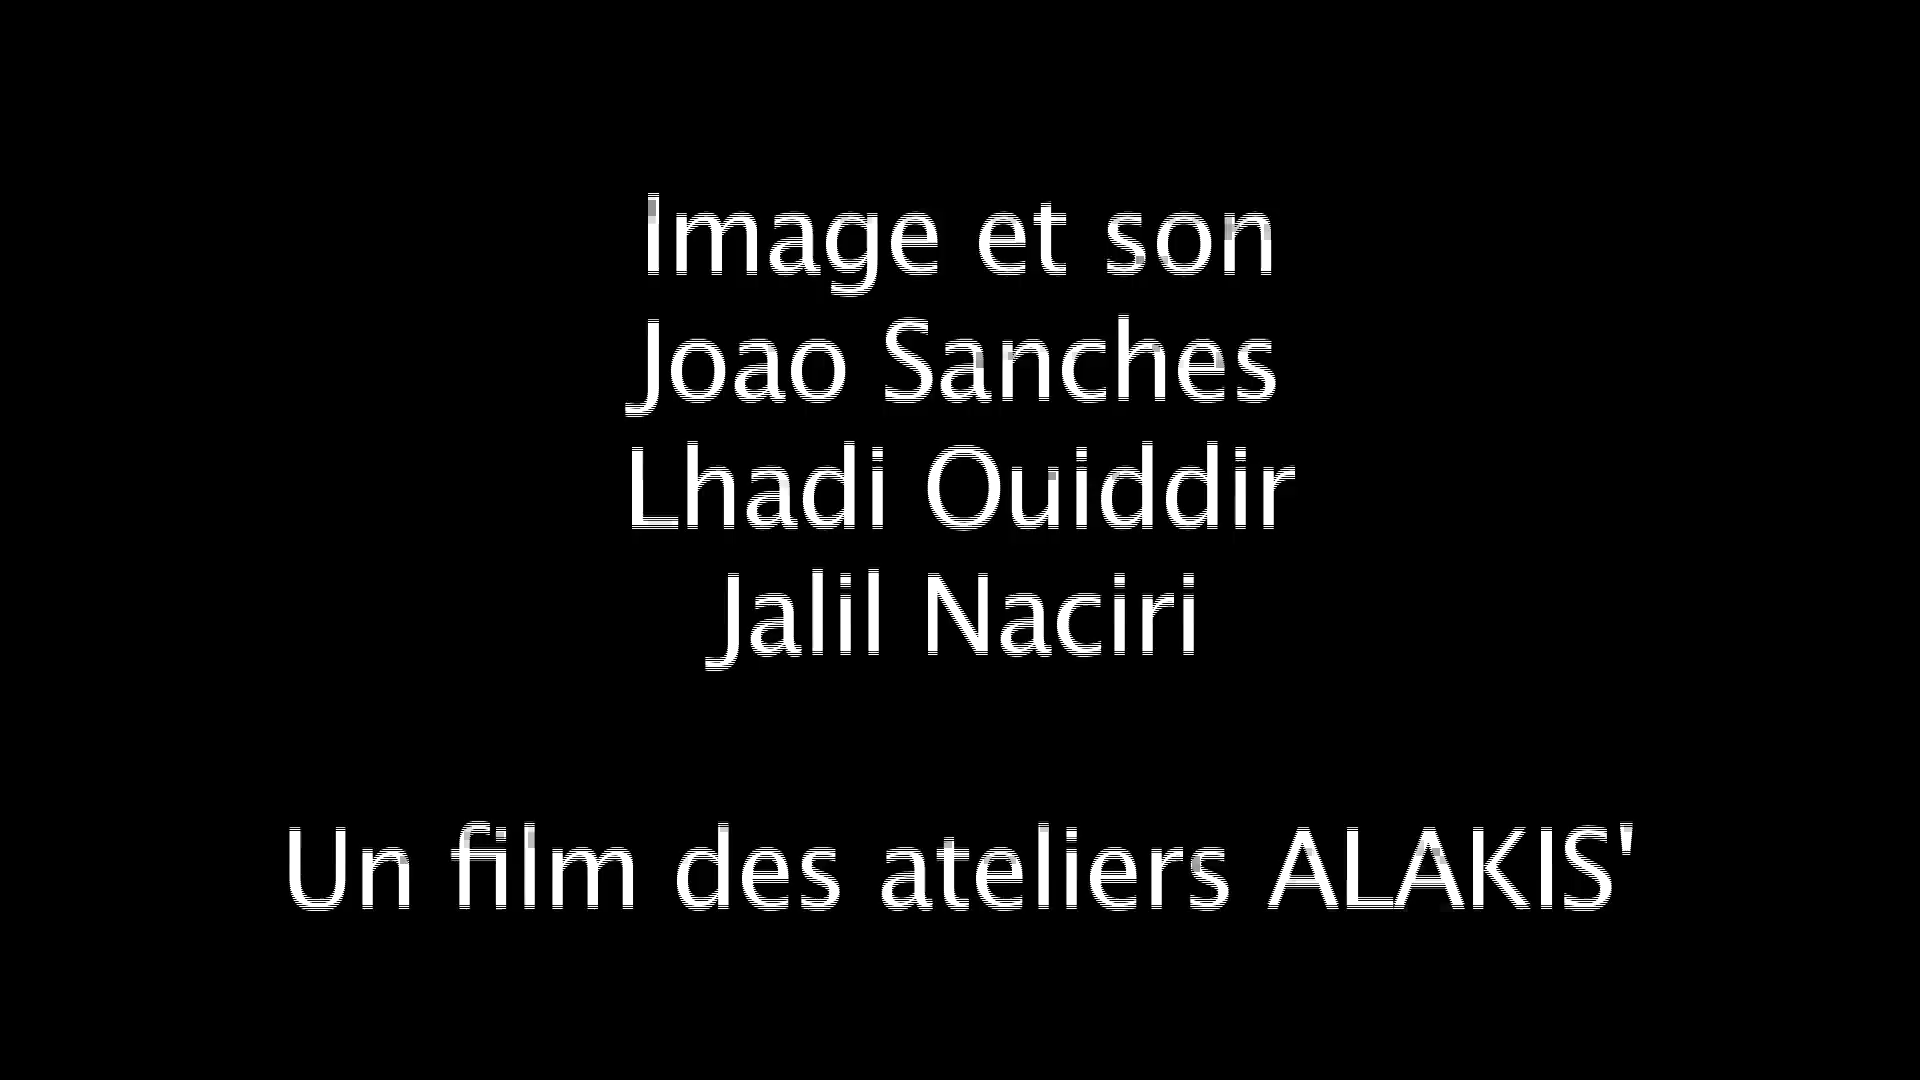 Image et son
Joao Sanches
Lhadi Ouiddir
Jalil Naciri
Un film des ateliers ALAKIS'